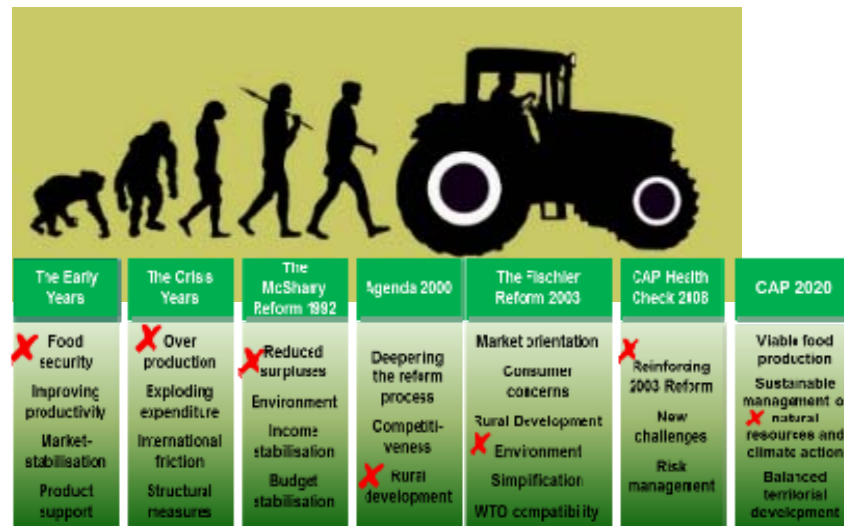 The Early
Years
Food
security
Improving
productivity
Market-
stabilisation
Product
support
The Crisis
Years
Over
production
Exploding
expenditure
International
friction
Structural
measures
The
McSharry
Reform 1992
Reduced
surpluses
Environment
Income
stabilisation
Budget
stabilisation
Agenda 2000
Deepering
the reform
process
Competiti-
veness
Rural
development
The Fischler
Reform 2003
Market orientation
Consumer
concerns
Rural Development
Environment
Simplification
WTO compatibility
CAP Health
Check 2008
Reinforcing
2003 Reform
New
challenges
Risk
management
CAP 2020
Viable food
production
Sustainable
management o
natural
resources and
climate action
Balanced
territorial
development